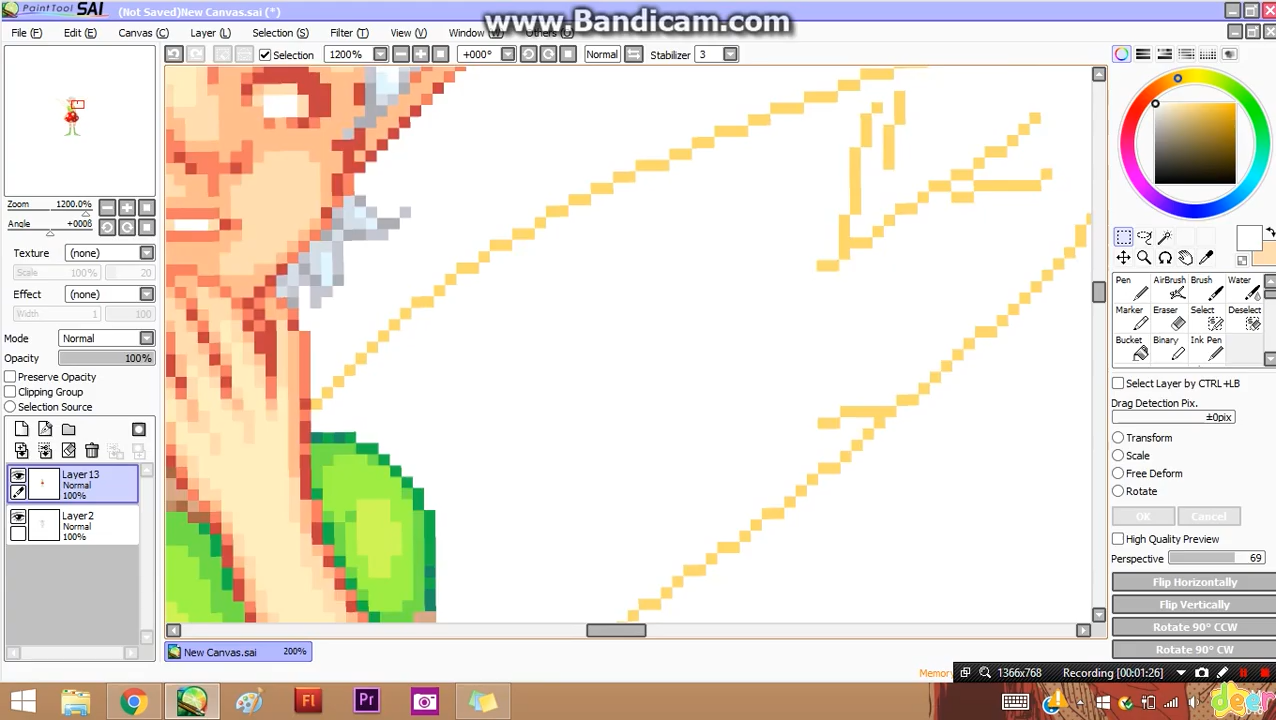 PaintTool SAI (Not Saved)New Canvas.sai (*)
www.Bandicam.com
File (F) Edit (E) Canvas (C) Layer (L) Selection (S) Filter (T) View (V) Window (W) Others (O)
Selection 1200% +000° Normal Stabilizer 3
Zoom 1200.0%
Angle +000ß
Texture (none)
Scale 100% 20
Effect (none)
Width 1 100
Mode Normal
Opacity 100%
Preserve Opacity
Clipping Group
Selection Source
Layer13
Normal
100%
Layer2
Normal
100%
Pen AirBrush Brush Water
Marker Eraser Select Deselect
Bucket Binary Ink Pen
Select Layer by CTRL+LB
Drag Detection Pix.
±0pix
Transform
Scale
Free Deform
Rotate
OK Cancel
High Quality Preview
Perspective 69
Flip Horizontally
Flip Vertically
Rotate 90° CCW
Rotate 90° CW
New Canvas.sai 200%
Memory
1366x768 Recording [00:01:26]
Fl Pr
deer